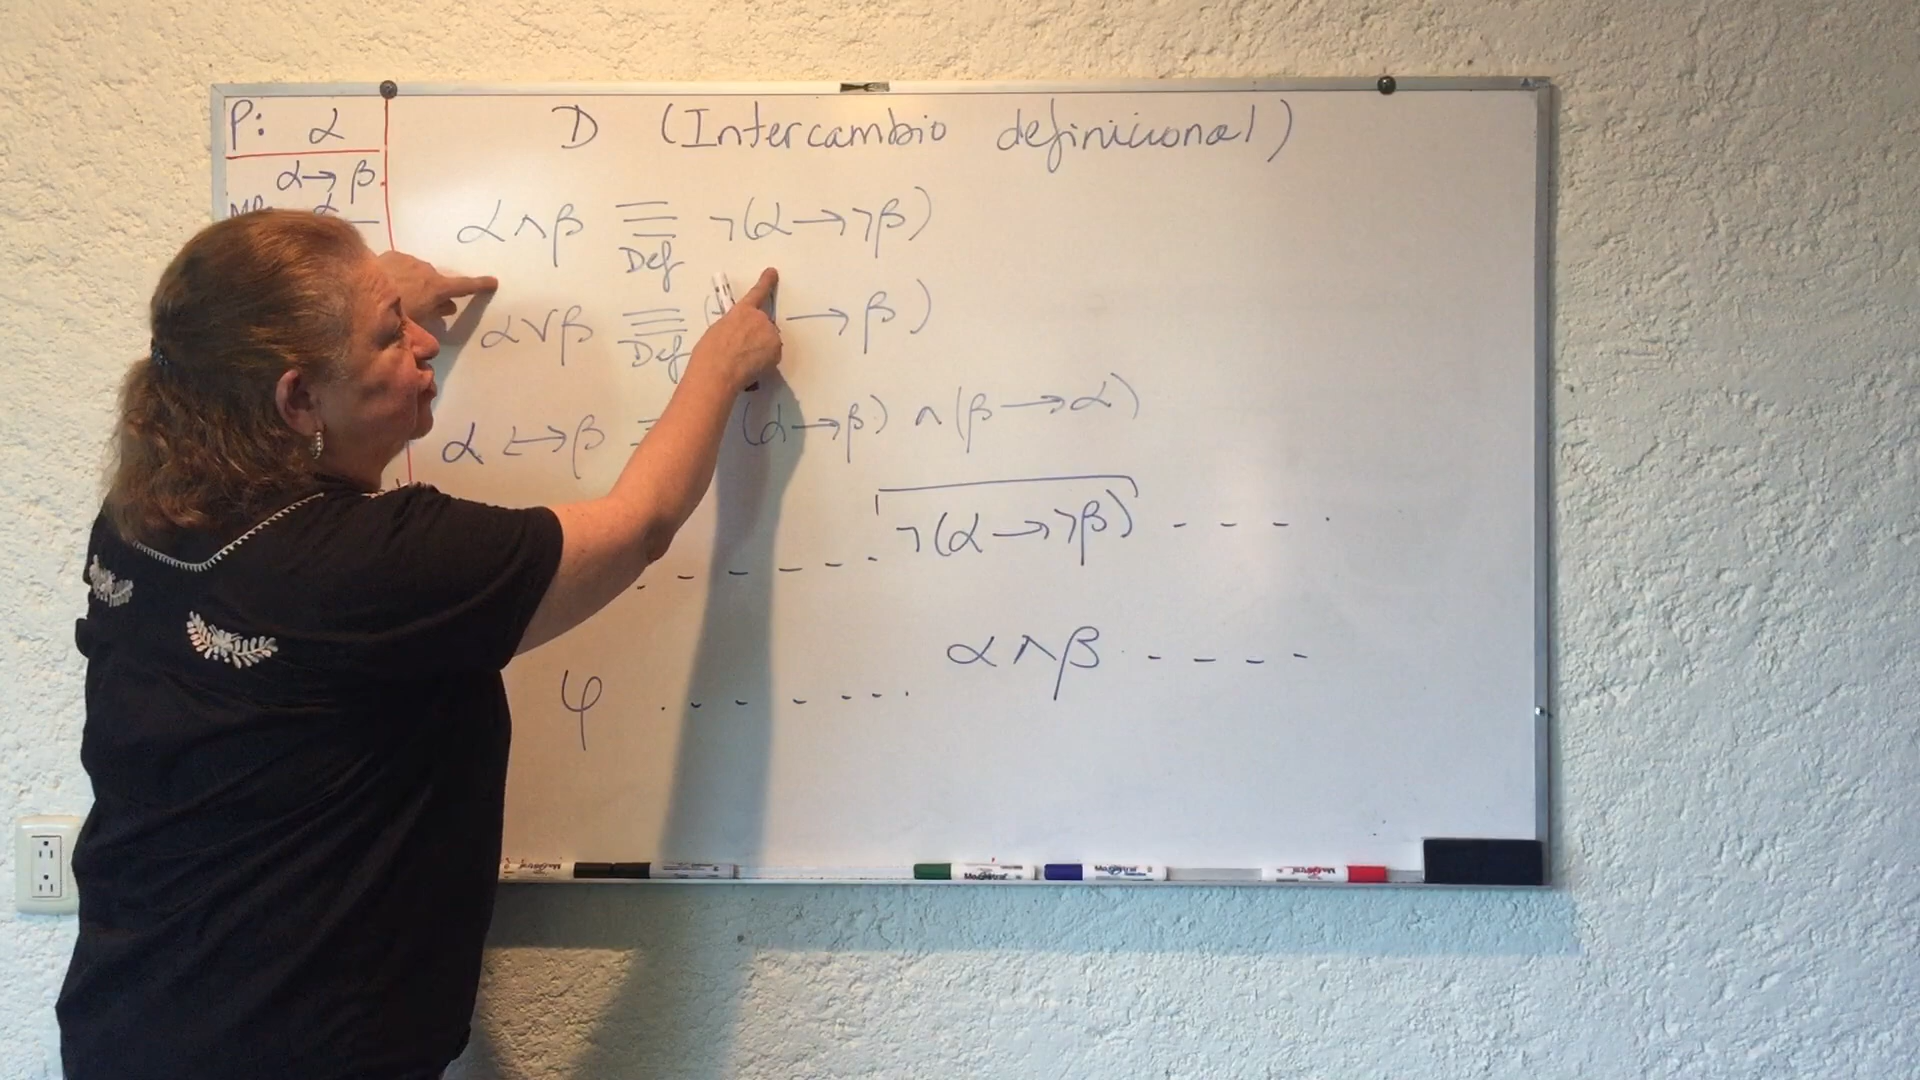 P: α
α→β
α
D (Intercambio definicional)
α∧β ≡ Def ¬(α→¬β)
α∨β ≡ Def ( → β)
α↔β (α→β) ∧ (β→α)
- - - - - ¬(α→¬β) - - - -
φ - - - - - α∧β - - - -